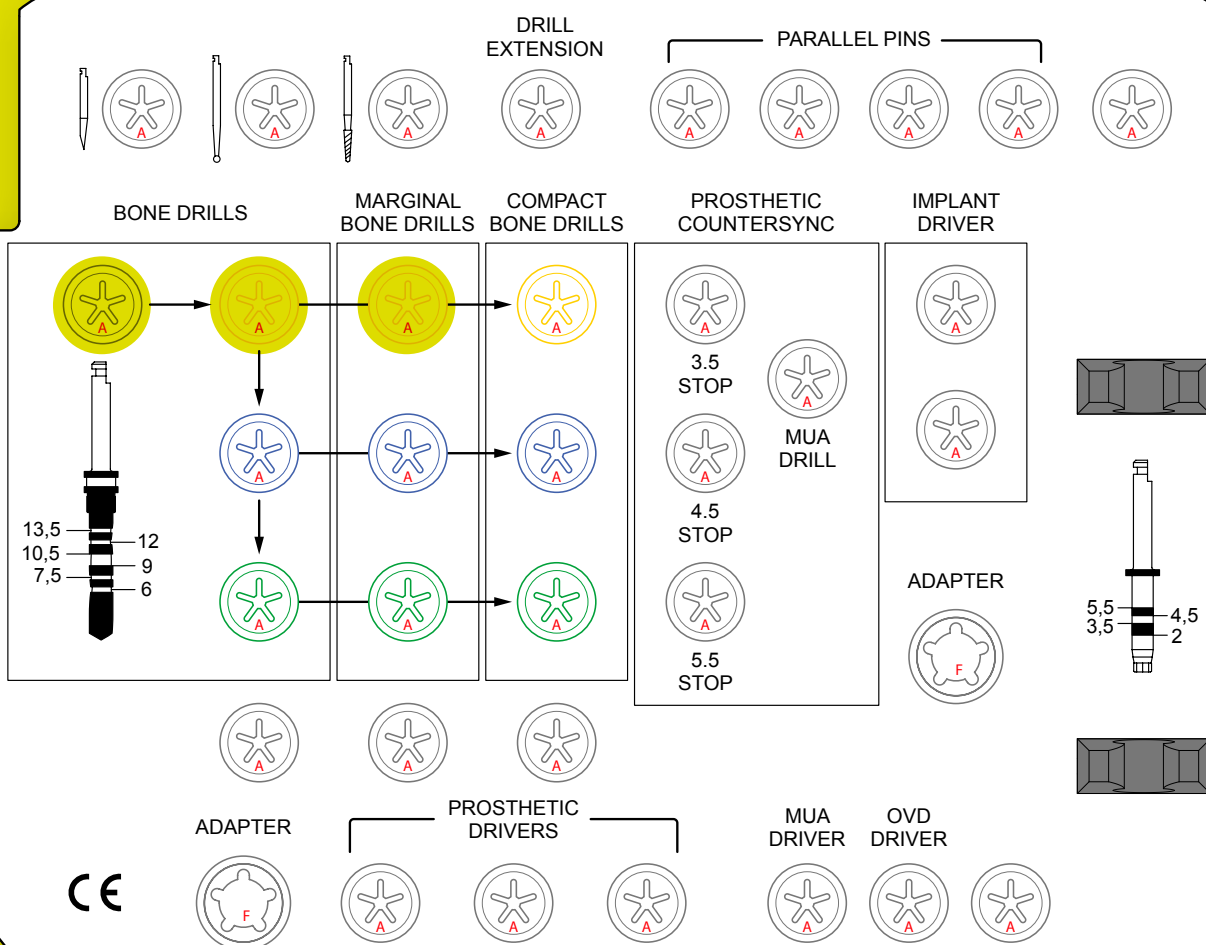 DRILL
EXTENSION
PARALLEL PINS
A A A A A A A A A
BONE DRILLS
MARGINAL
BONE DRILLS
COMPACT
BONE DRILLS
PROSTHETIC
COUNTERSYNC
IMPLANT
DRIVER
A A A A A A
3.5
STOP
A
MUA
DRILL
A A A A A
4.5
STOP
13,5
12
10,5
9
7,5
6
A A A A
5.5
STOP
ADAPTER
F
5,5
4,5
3,5
2
A A A
ADAPTER
PROSTHETIC
DRIVERS
MUA
DRIVER
OVD
DRIVER
CE
F A A A A A A